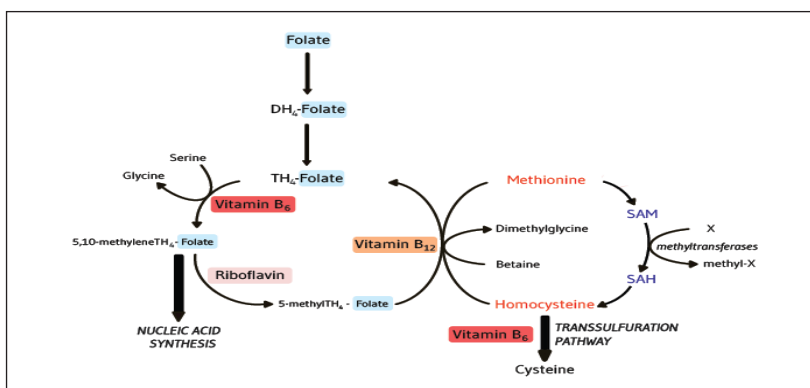 Folate
DH4-Folate
TH4-Folate
Serine
Glycine
Vitamin B6
5,10-methyleneTH4-Folate
Riboflavin
5-methylTH4 - Folate
NUCLEIC ACID
SYNTHESIS
Vitamin B12
Methionine
SAM
Dimethylglycine
X
methyltransferases
Betaine
methyl-X
SAH
Homocysteine
Vitamin B6
TRANSSULFURATION
PATHWAY
Cysteine